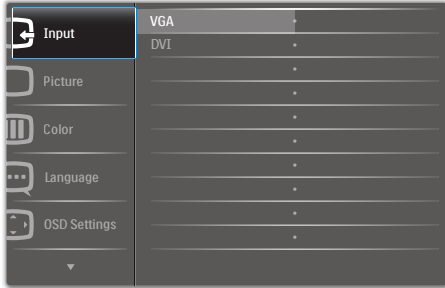 Input
VGA
DVI
Picture
Color
Language
OSD Settings